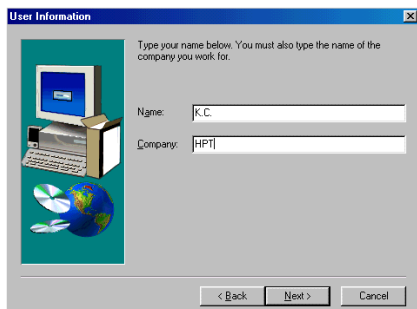 User Information
Type your name below. You must also type the name of the
company you work for.
Name: K.C.
Company: HPT
< Back Next > Cancel